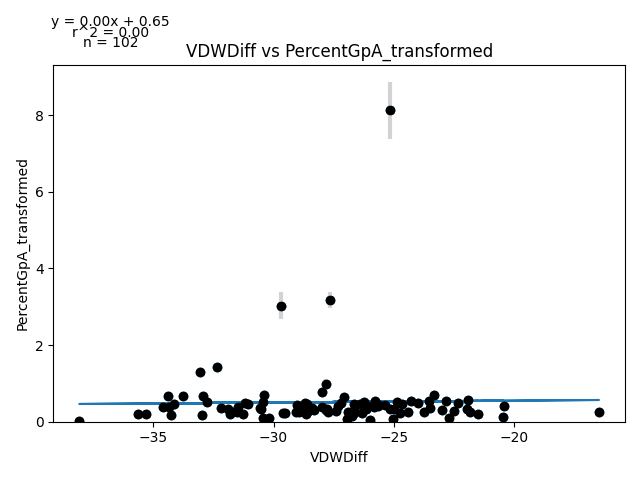 y = 0.00x + 0.65
r^2 = 0.00
n = 102
VDWDiff vs PercentGpA_transformed
PercentGpA_transformed
8
6
4
2
0
−35
−30
−25
−20
VDWDiff